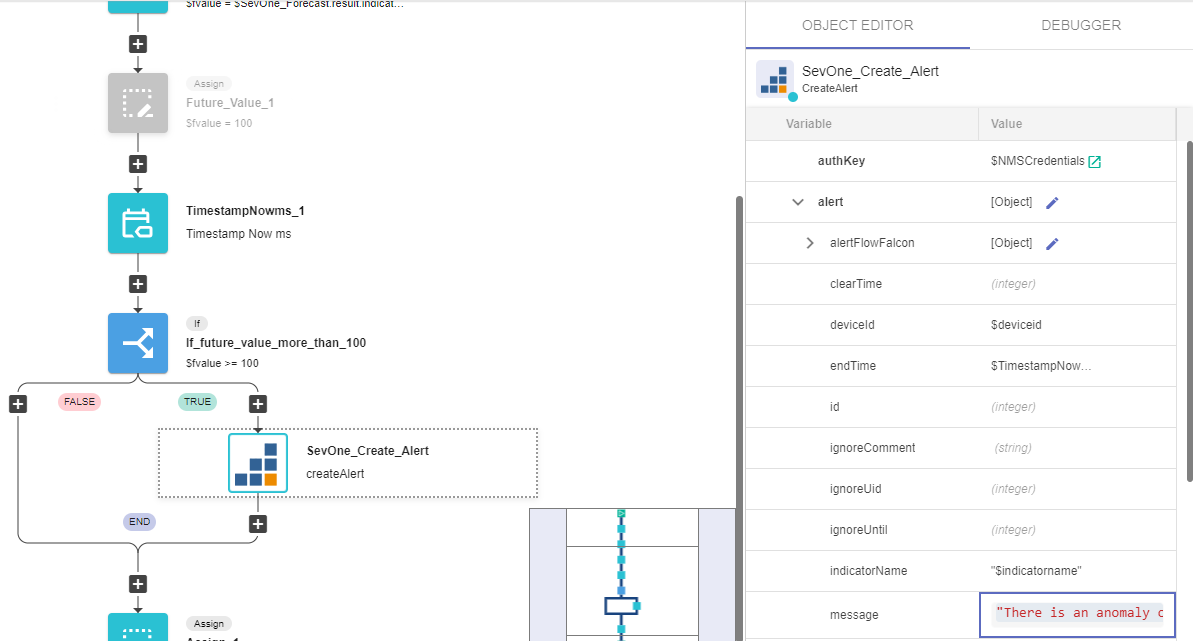 $fvalue = $SevOne_Forecast.result.indicat...
Assign
Future_Value_1
$fvalue = 100
TimestampNowms_1
Timestamp Now ms
If
If_future_value_more_than_100
$fvalue >= 100
FALSE
TRUE
SevOne_Create_Alert
createAlert
END
Assign
Assign_1
OBJECT EDITOR DEBUGGER
SevOne_Create_Alert
CreateAlert
Variable Value
authKey $NMSCredentials
alert [Object]
alertFlowFalcon [Object]
clearTime (integer)
deviceId $deviceid
endTime $TimestampNow...
id (integer)
ignoreComment (string)
ignoreUid (integer)
ignoreUntil (integer)
indicatorName "$indicatorname"
message "There is an anomaly